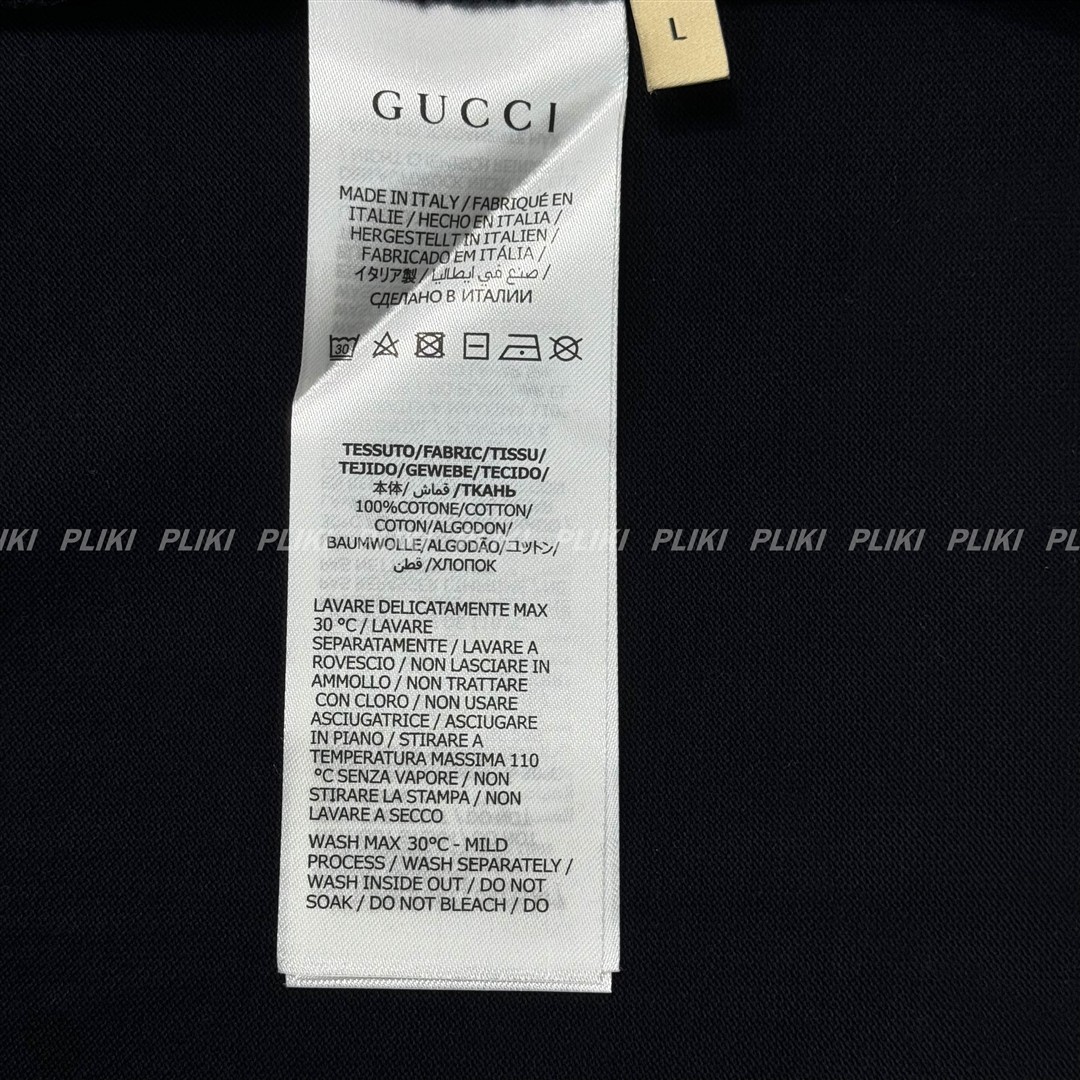 L
GUCCI
MADE IN ITALY / FABRIQUÉ EN
ITALIE / HECHO EN ITALIA /
HERGESTELLT IN ITALIEN /
FABRICADO EM ITÁLIA /
イタリア製 / صنع في ايطاليا /
СДЕЛАНО В ИТАЛИИ
30
TESSUTO/FABRIC/TISSU/
TEJIDO/GEWEBE/TECIDO/
本体/ قماش /ТКАНЬ
100%COTONE/COTTON/
COTON/ALGODON/
PLIKI PLIKI PLIKI PLIKI PLIKI
BAUMWOLLE/ALGODÃO/コットン/
قطن /ХЛОПОК
LAVARE DELICATAMENTE MAX
30 °C / LAVARE
SEPARATAMENTE / LAVARE A
ROVESCIO / NON LASCIARE IN
AMMOLLO / NON TRATTARE
CON CLORO / NON USARE
ASCIUGATRICE / ASCIUGARE
IN PIANO / STIRARE A
TEMPERATURA MASSIMA 110
°C SENZA VAPORE / NON
STIRARE LA STAMPA / NON
LAVARE A SECCO
WASH MAX 30°C - MILD
PROCESS / WASH SEPARATELY /
WASH INSIDE OUT / DO NOT
SOAK / DO NOT BLEACH / DO